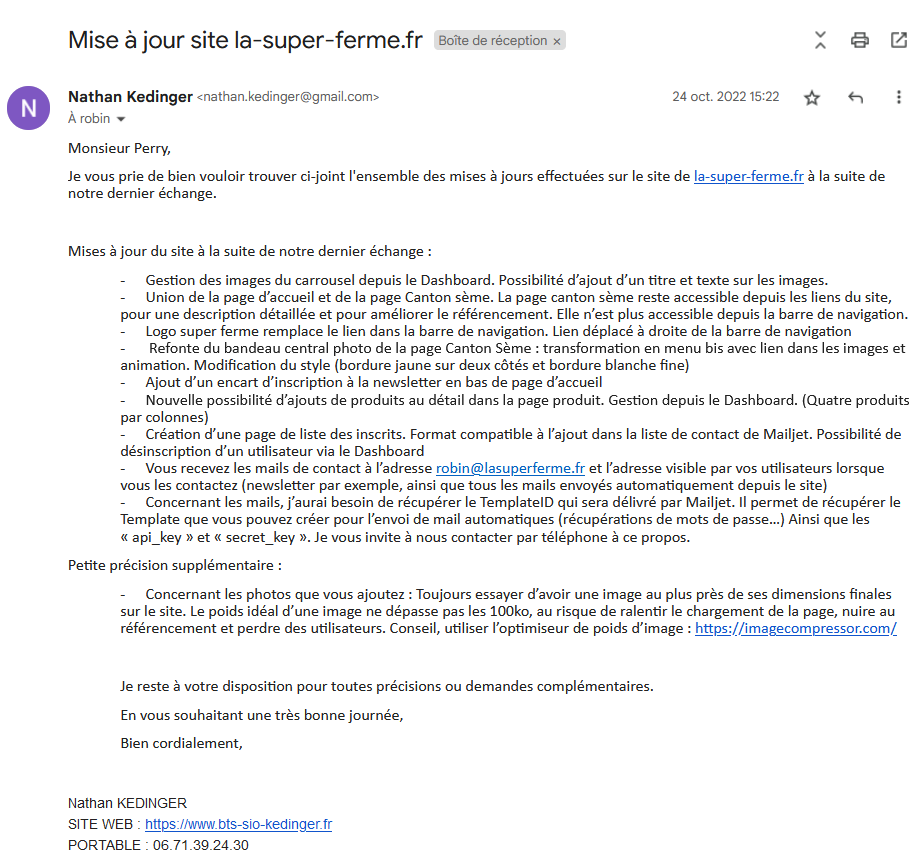 Mise à jour site la-super-ferme.fr Boîte de réception ×
N
Nathan Kedinger <nathan.kedinger@gmail.com> 24 oct. 2022 15:22
À robin
Monsieur Perry,
Je vous prie de bien vouloir trouver ci-joint l'ensemble des mises à jours effectuées sur le site de la-super-ferme.fr à la suite de
notre dernier échange.
Mises à jour du site à la suite de notre dernier échange :
- Gestion des images du carrousel depuis le Dashboard. Possibilité d’ajout d’un titre et texte sur les images.
- Union de la page d’accueil et de la page Canton sème. La page canton sème reste accessible depuis les liens du site,
pour une description détaillée et pour améliorer le référencement. Elle n’est plus accessible depuis la barre de navigation.
- Logo super ferme remplace le lien dans la barre de navigation. Lien déplacé à droite de la barre de navigation
- Refonte du bandeau central photo de la page Canton Sème : transformation en menu bis avec lien dans les images et
animation. Modification du style (bordure jaune sur deux côtés et bordure blanche fine)
- Ajout d’un encart d’inscription à la newsletter en bas de page d’accueil
- Nouvelle possibilité d’ajouts de produits au détail dans la page produit. Gestion depuis le Dashboard. (Quatre produits
par colonnes)
- Création d’une page de liste des inscrits. Format compatible à l’ajout dans la liste de contact de Mailjet. Possibilité de
désinscription d’un utilisateur via le Dashboard
- Vous recevez les mails de contact à l’adresse robin@lasuperferme.fr et l’adresse visible par vos utilisateurs lorsque
vous les contactez (newsletter par exemple, ainsi que tous les mails envoyés automatiquement depuis le site)
- Concernant les mails, j’aurai besoin de récupérer le TemplateID qui sera délivré par Mailjet. Il permet de récupérer le
Template que vous pouvez créer pour l’envoi de mail automatiques (récupérations de mots de passe…) Ainsi que les
« api_key » et « secret_key ». Je vous invite à nous contacter par téléphone à ce propos.
Petite précision supplémentaire :
- Concernant les photos que vous ajoutez : Toujours essayer d’avoir une image au plus près de ses dimensions finales
sur le site. Le poids idéal d’une image ne dépasse pas les 100ko, au risque de ralentir le chargement de la page, nuire au
référencement et perdre des utilisateurs. Conseil, utiliser l’optimiseur de poids d’image : https://imagecompressor.com/
Je reste à votre disposition pour toutes précisions ou demandes complémentaires.
En vous souhaitant une très bonne journée,
Bien cordialement,
Nathan KEDINGER
SITE WEB : https://www.bts-sio-kedinger.fr
PORTABLE : 06.71.39.24.30